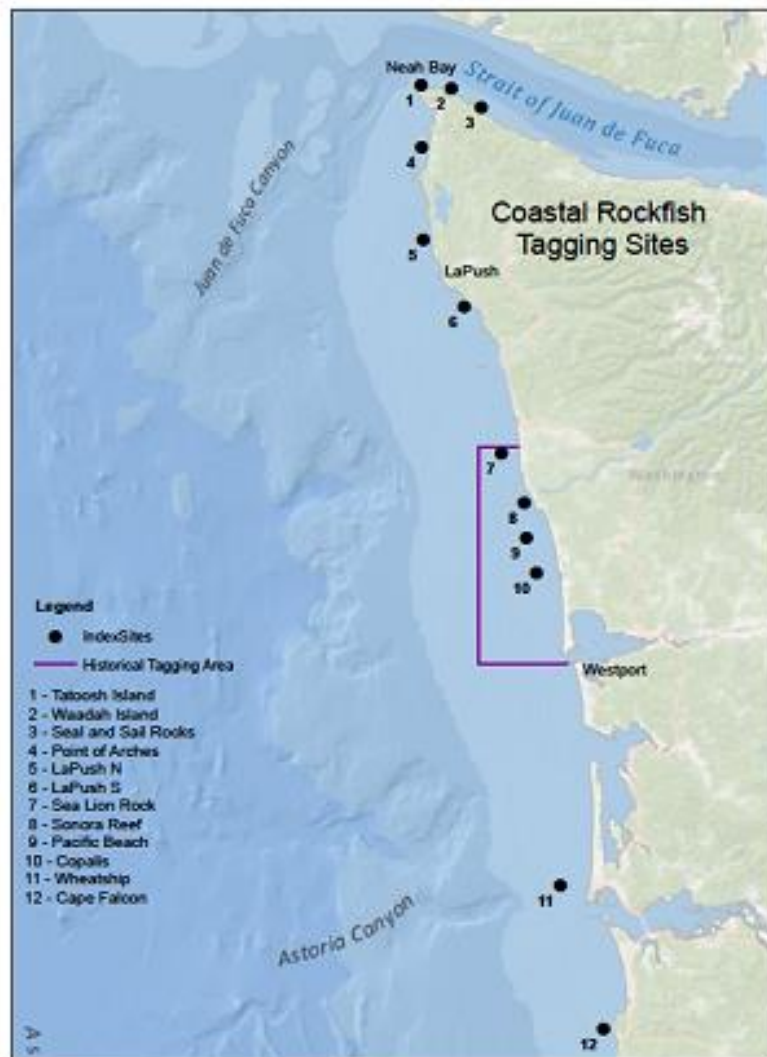 Neah Bay
1
2
3
Strait of Juan de Fuca
4
Juan de Fuca Canyon
Coastal Rockfish
Tagging Sites
5
LaPush
6
7
8
9
10
Legend
IndexSites
Historical Tagging Area
Westport
1 - Tatoosh Island
2 - Waadah Island
3 - Seal and Sail Rocks
4 - Point of Arches
5 - LaPush N
6 - LaPush S
7 - Sea Lion Rock
8 - Sonora Reef
9 - Pacific Beach
10 - Copalis
11 - Wheatship
12 - Cape Falcon
11
Astoria Canyon
12
A s